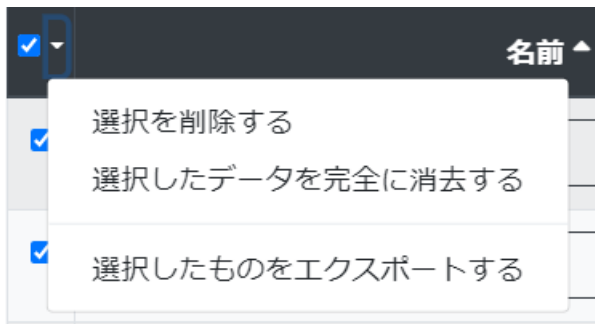 名前
選択を削除する
選択したデータを完全に消去する
選択したものをエクスポートする